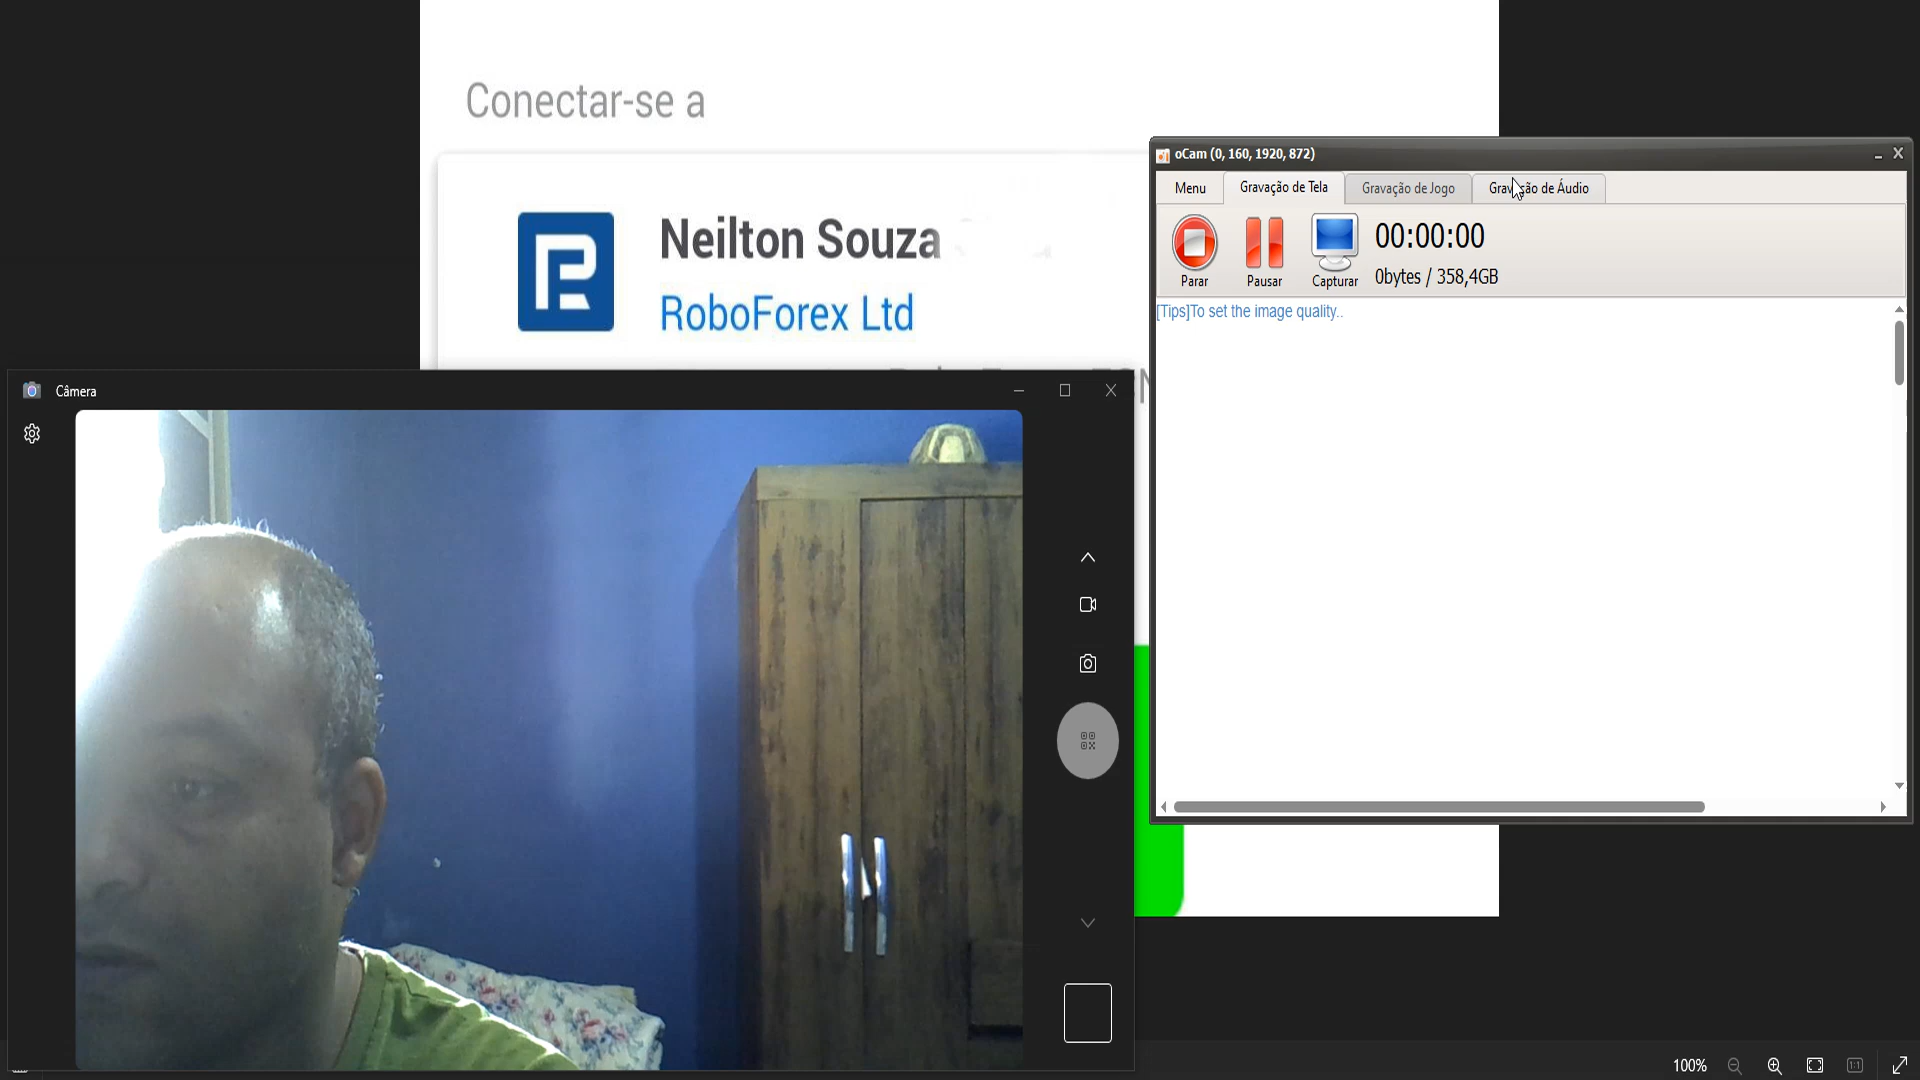 Conectar-se a
Neilton Souza
RoboForex Ltd
oCam (0, 160, 1920, 872)
Menu
Gravação de Tela
Gravação de Jogo
Gravação de Áudio
00:00:00
0bytes / 358,4GB
Parar
Pausar
Capturar
[Tips]To set the image quality..
Câmera
100%